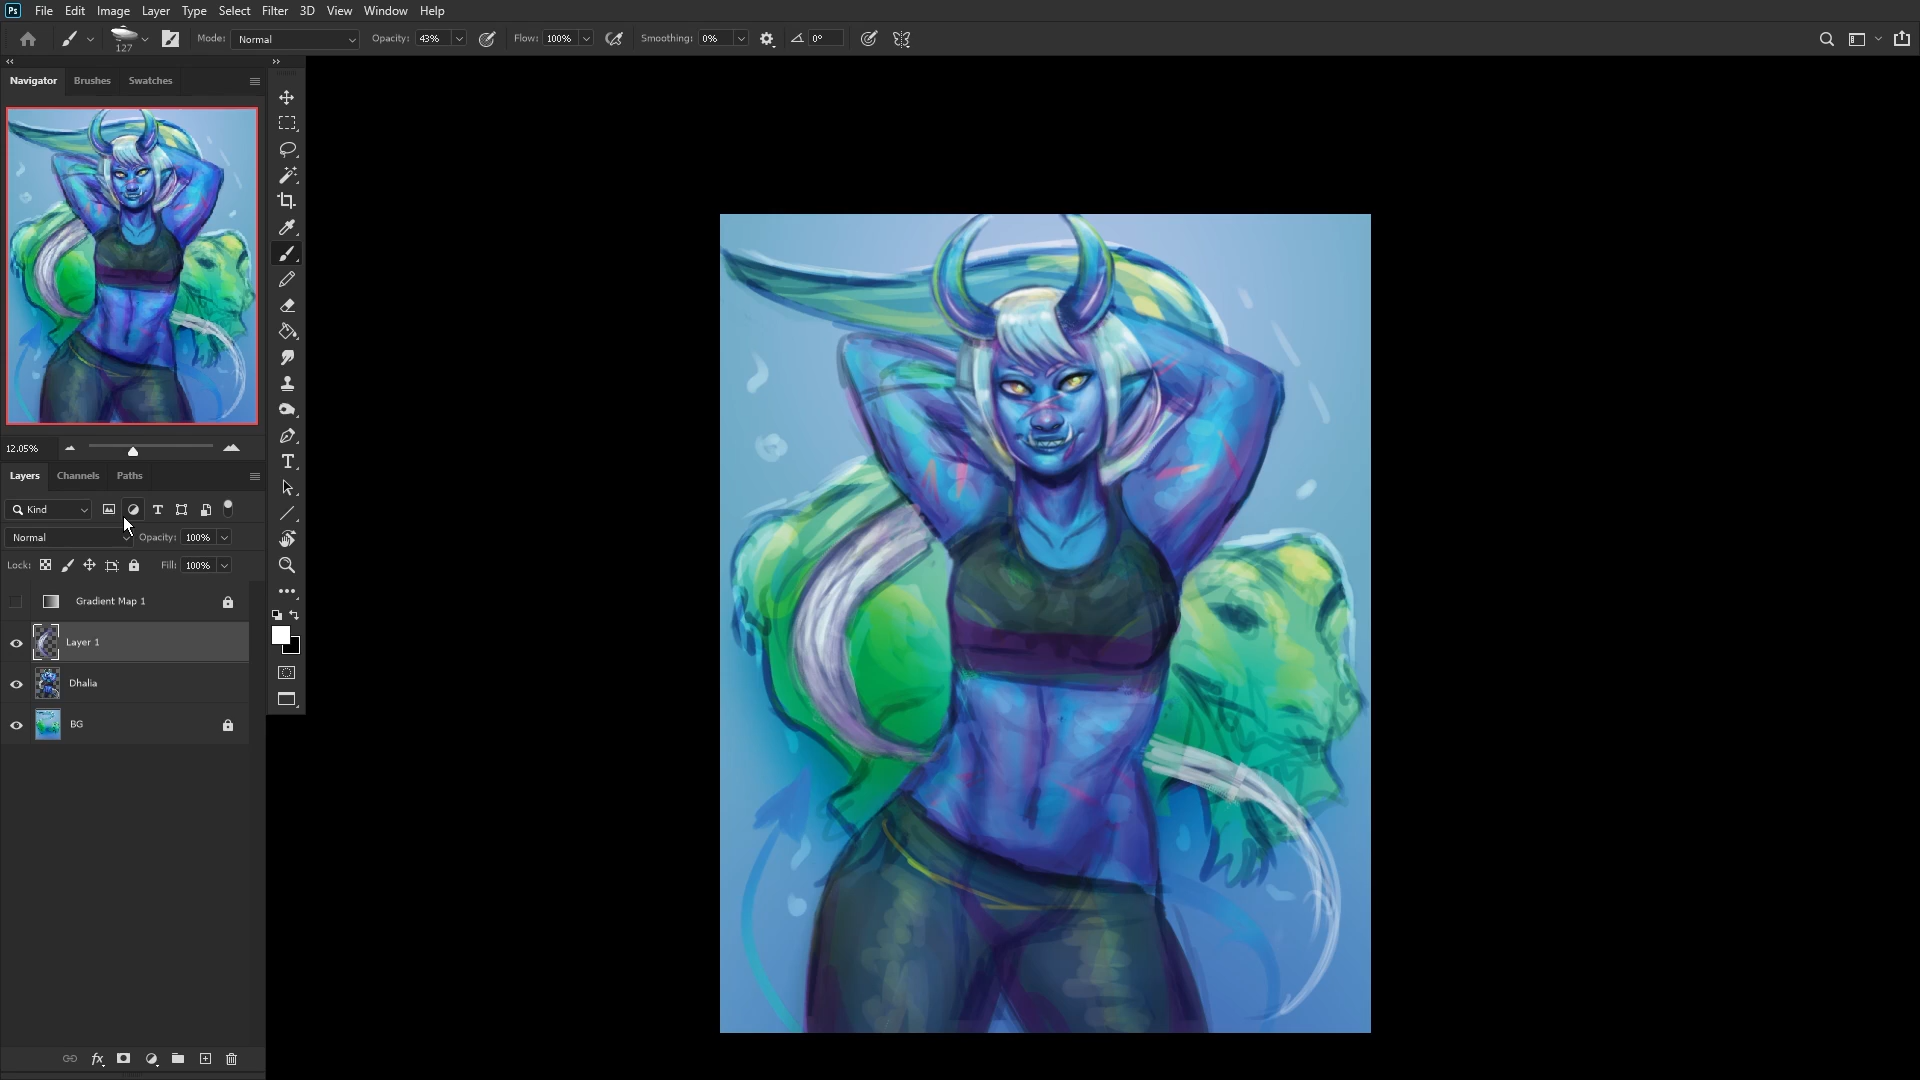 Ps File Edit Image Layer Type Select Filter 3D View Window Help
127 Mode: Normal Opacity: 43% Flow: 100% Smoothing: 0% 0°
Navigator Brushes Swatches
12.05%
Layers Channels Paths
Kind
Normal Opacity: 100%
Lock: Fill: 100%
Gradient Map 1
Layer 1
Dhalia
BG
fx